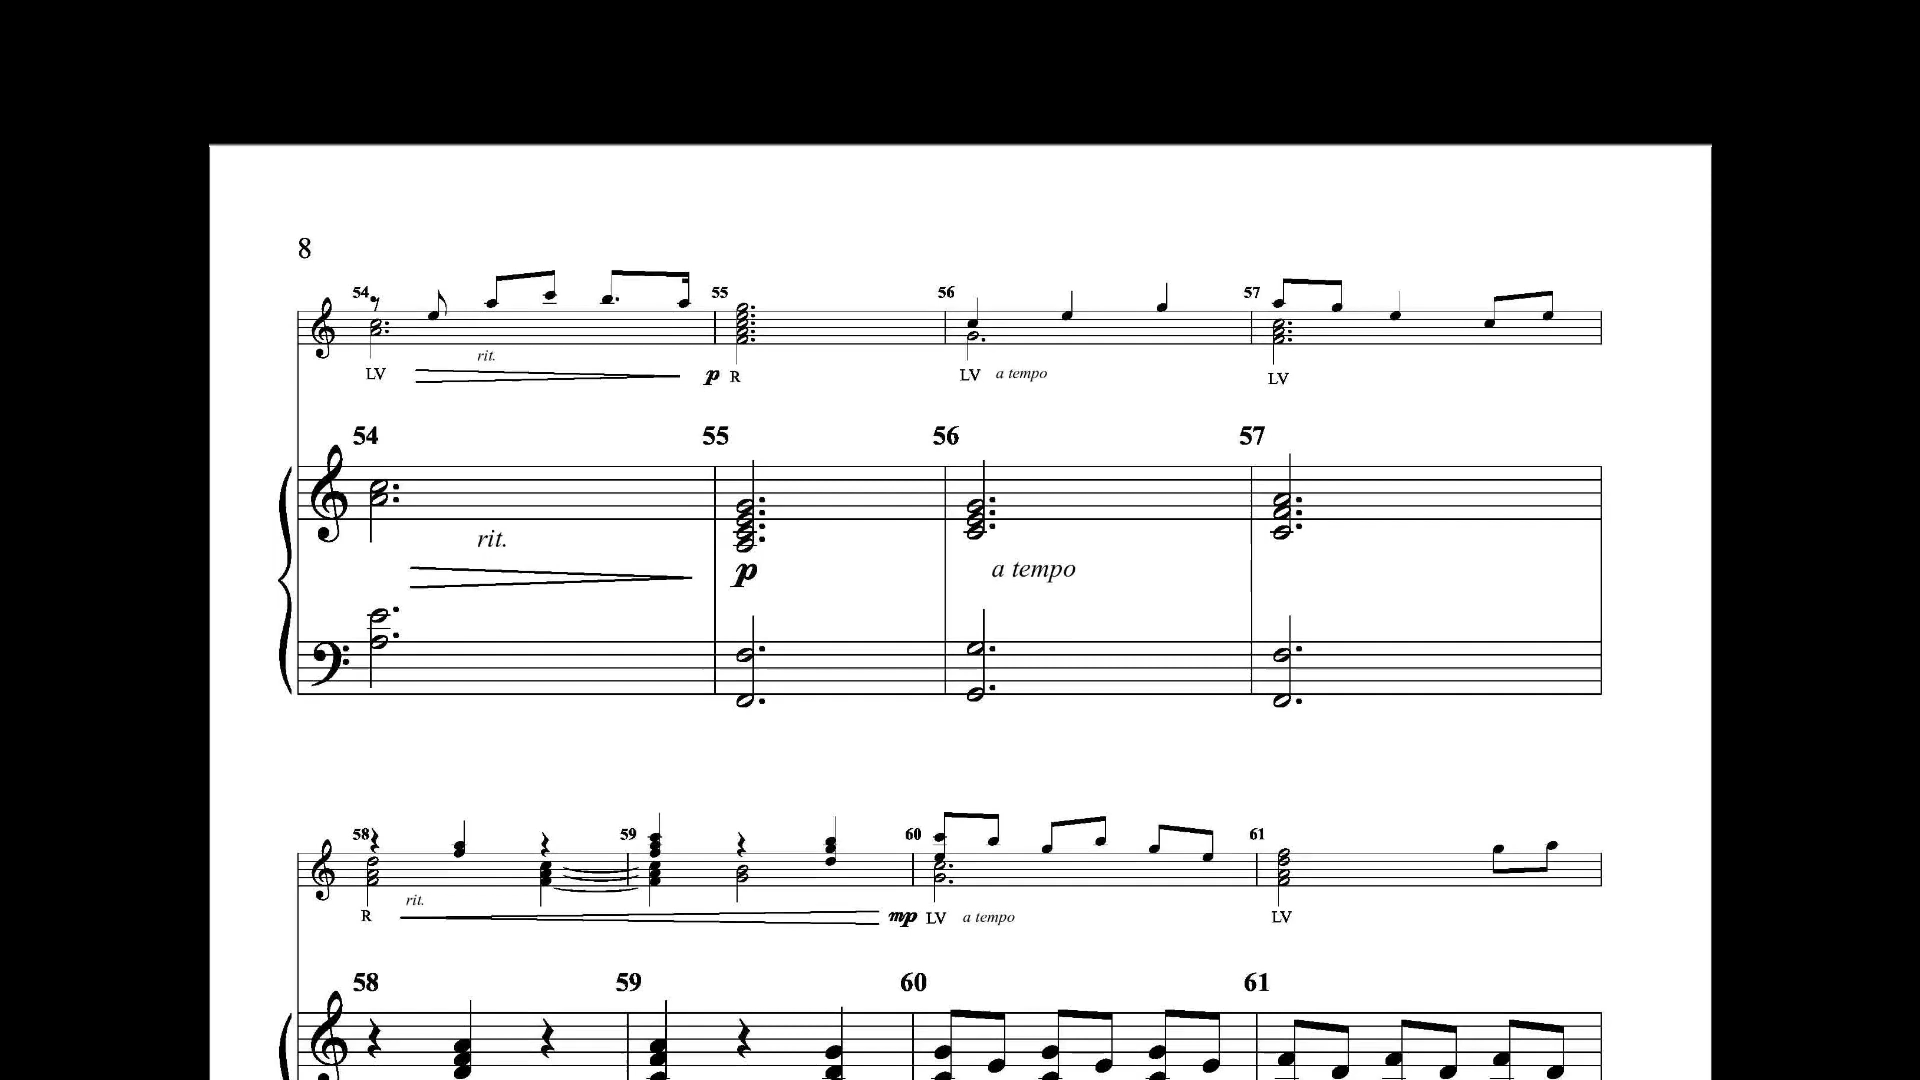 8
54 55 56 57
rit.
LV p R LV a tempo LV
54 55 56 57
rit.
p a tempo
58 59 60 61
rit.
R mp LV a tempo LV
58 59 60 61